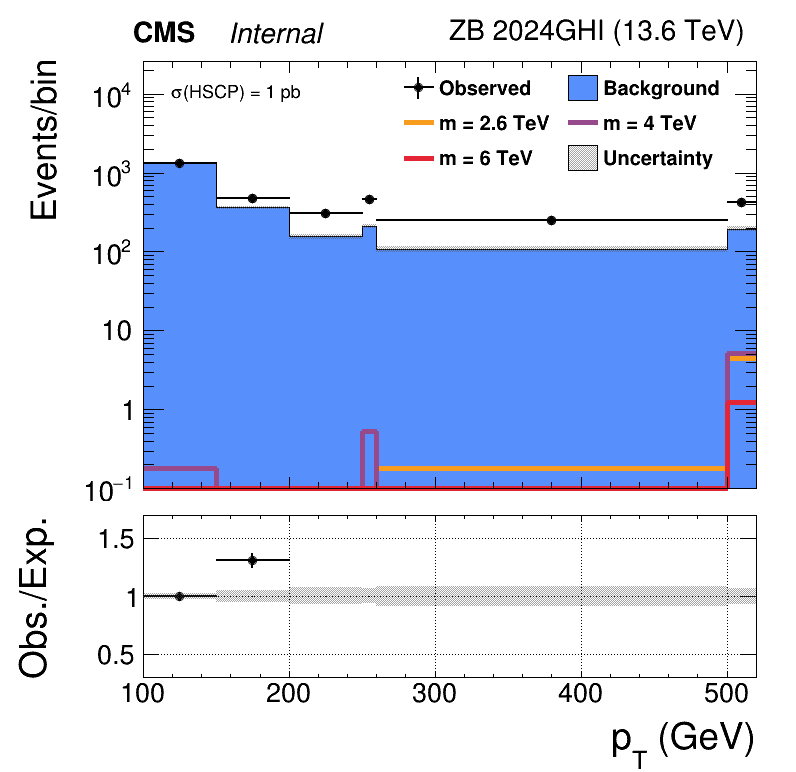 CMS Internal ZB 2024GHI (13.6 TeV)
Events/bin
σ(HSCP) = 1 pb
Observed Background
m = 2.6 TeV m = 4 TeV
m = 6 TeV Uncertainty
10⁴
10³
10²
10
1
10⁻¹
Obs./Exp.
1.5
1
0.5
100 200 300 400 500
p_T (GeV)